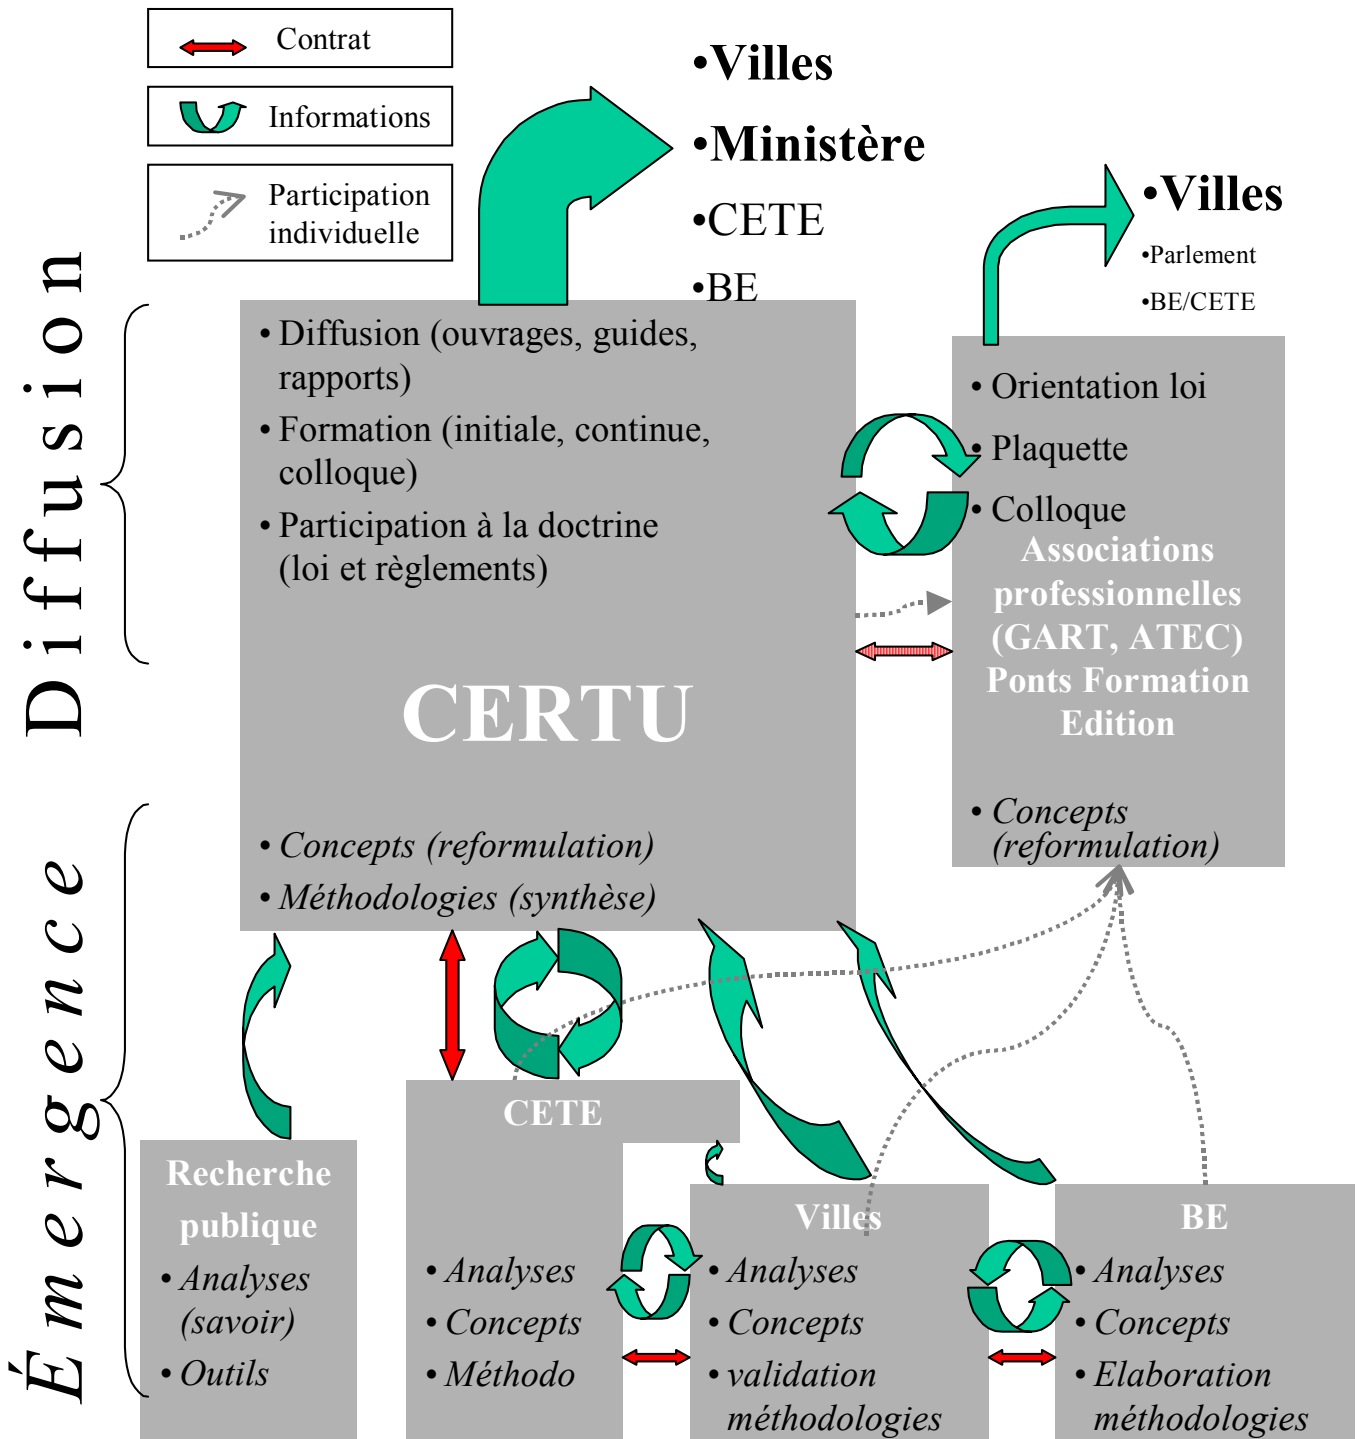 Contrat
Informations
Participation
individuelle
•Villes
•Ministère
•CETE
•BE
•Villes
•Parlement
•BE/CETE
Diffusion
• Diffusion (ouvrages, guides,
rapports)
• Formation (initiale, continue,
colloque)
• Participation à la doctrine
(loi et règlements)
CERTU
• Concepts (reformulation)
• Méthodologies (synthèse)
• Orientation loi
• Plaquette
• Colloque
Associations
professionnelles
(GART, ATEC)
Ponts Formation
Edition
• Concepts
(reformulation)
Émergence
Recherche
publique
• Analyses
(savoir)
• Outils
CETE
• Analyses
• Concepts
• Méthodo
Villes
• Analyses
• Concepts
• validation
méthodologies
BE
• Analyses
• Concepts
• Elaboration
méthodologies